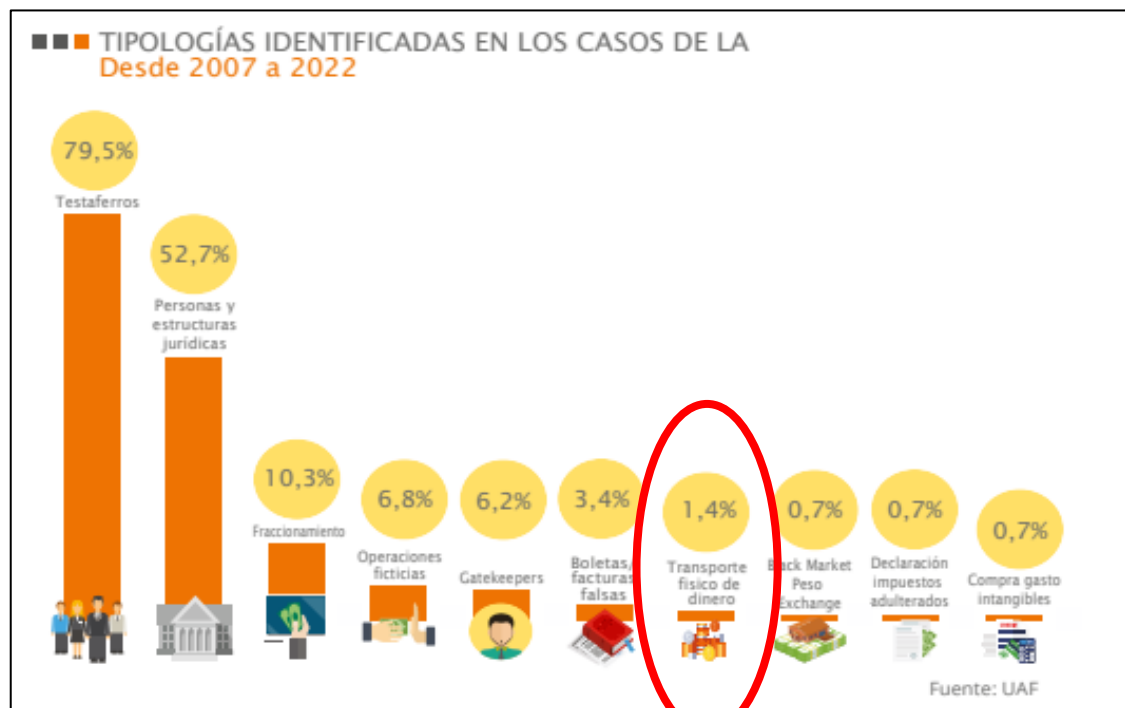 TIPOLOGÍAS IDENTIFICADAS EN LOS CASOS DE LA
Desde 2007 a 2022
79,5%
Testaferros
52,7%
Personas y
estructuras
jurídicas
10,3%
Fraccionamiento
6,8%
Operaciones
ficticias
6,2%
Gatekeepers
3,4%
Boletas/
facturas
falsas
1,4%
Transporte
fisico de
dinero
0,7%
Market
Peso
Exchange
0,7%
Declaración
impuestos
adulterados
0,7%
Compra gasto
intangibles
Fuente: UAF